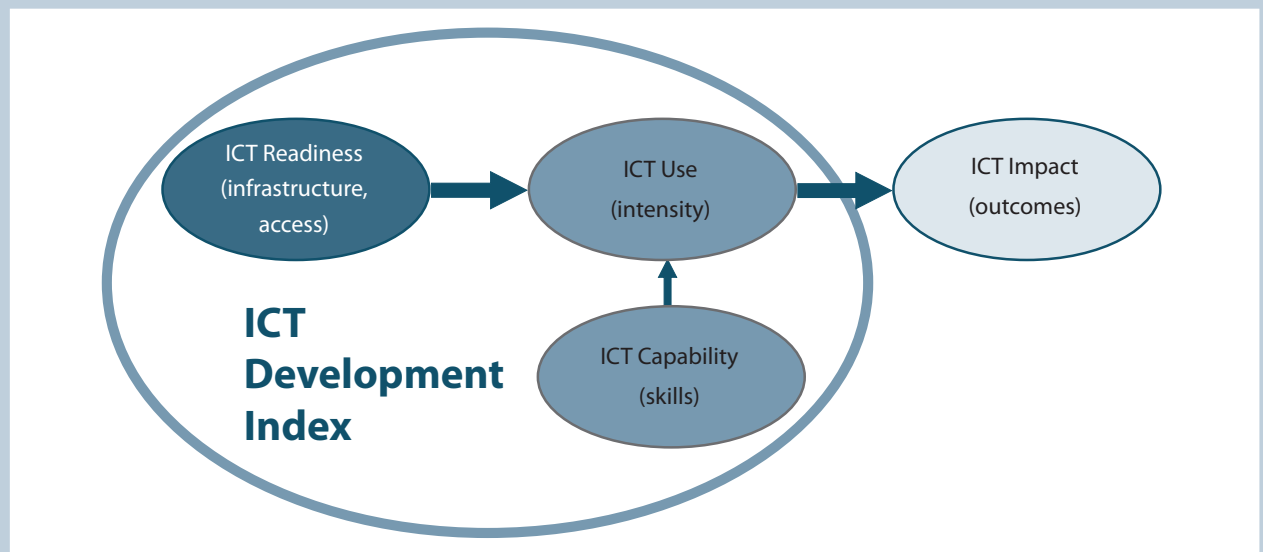 ICT Readiness
(infrastructure,
access)
ICT Use
(intensity)
ICT Impact
(outcomes)
ICT
Development
Index
ICT Capability
(skills)